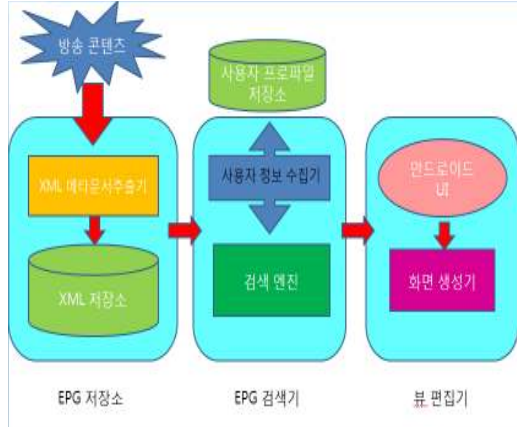 방송 콘텐츠
사용자 프로파일
저장소
XML 메타문서추출기
사용자 정보 수집기
안드로이드
UI
XML 저장소
검색 엔진
화면 생성기
EPG 저장소
EPG 검색기
뷰 편집기